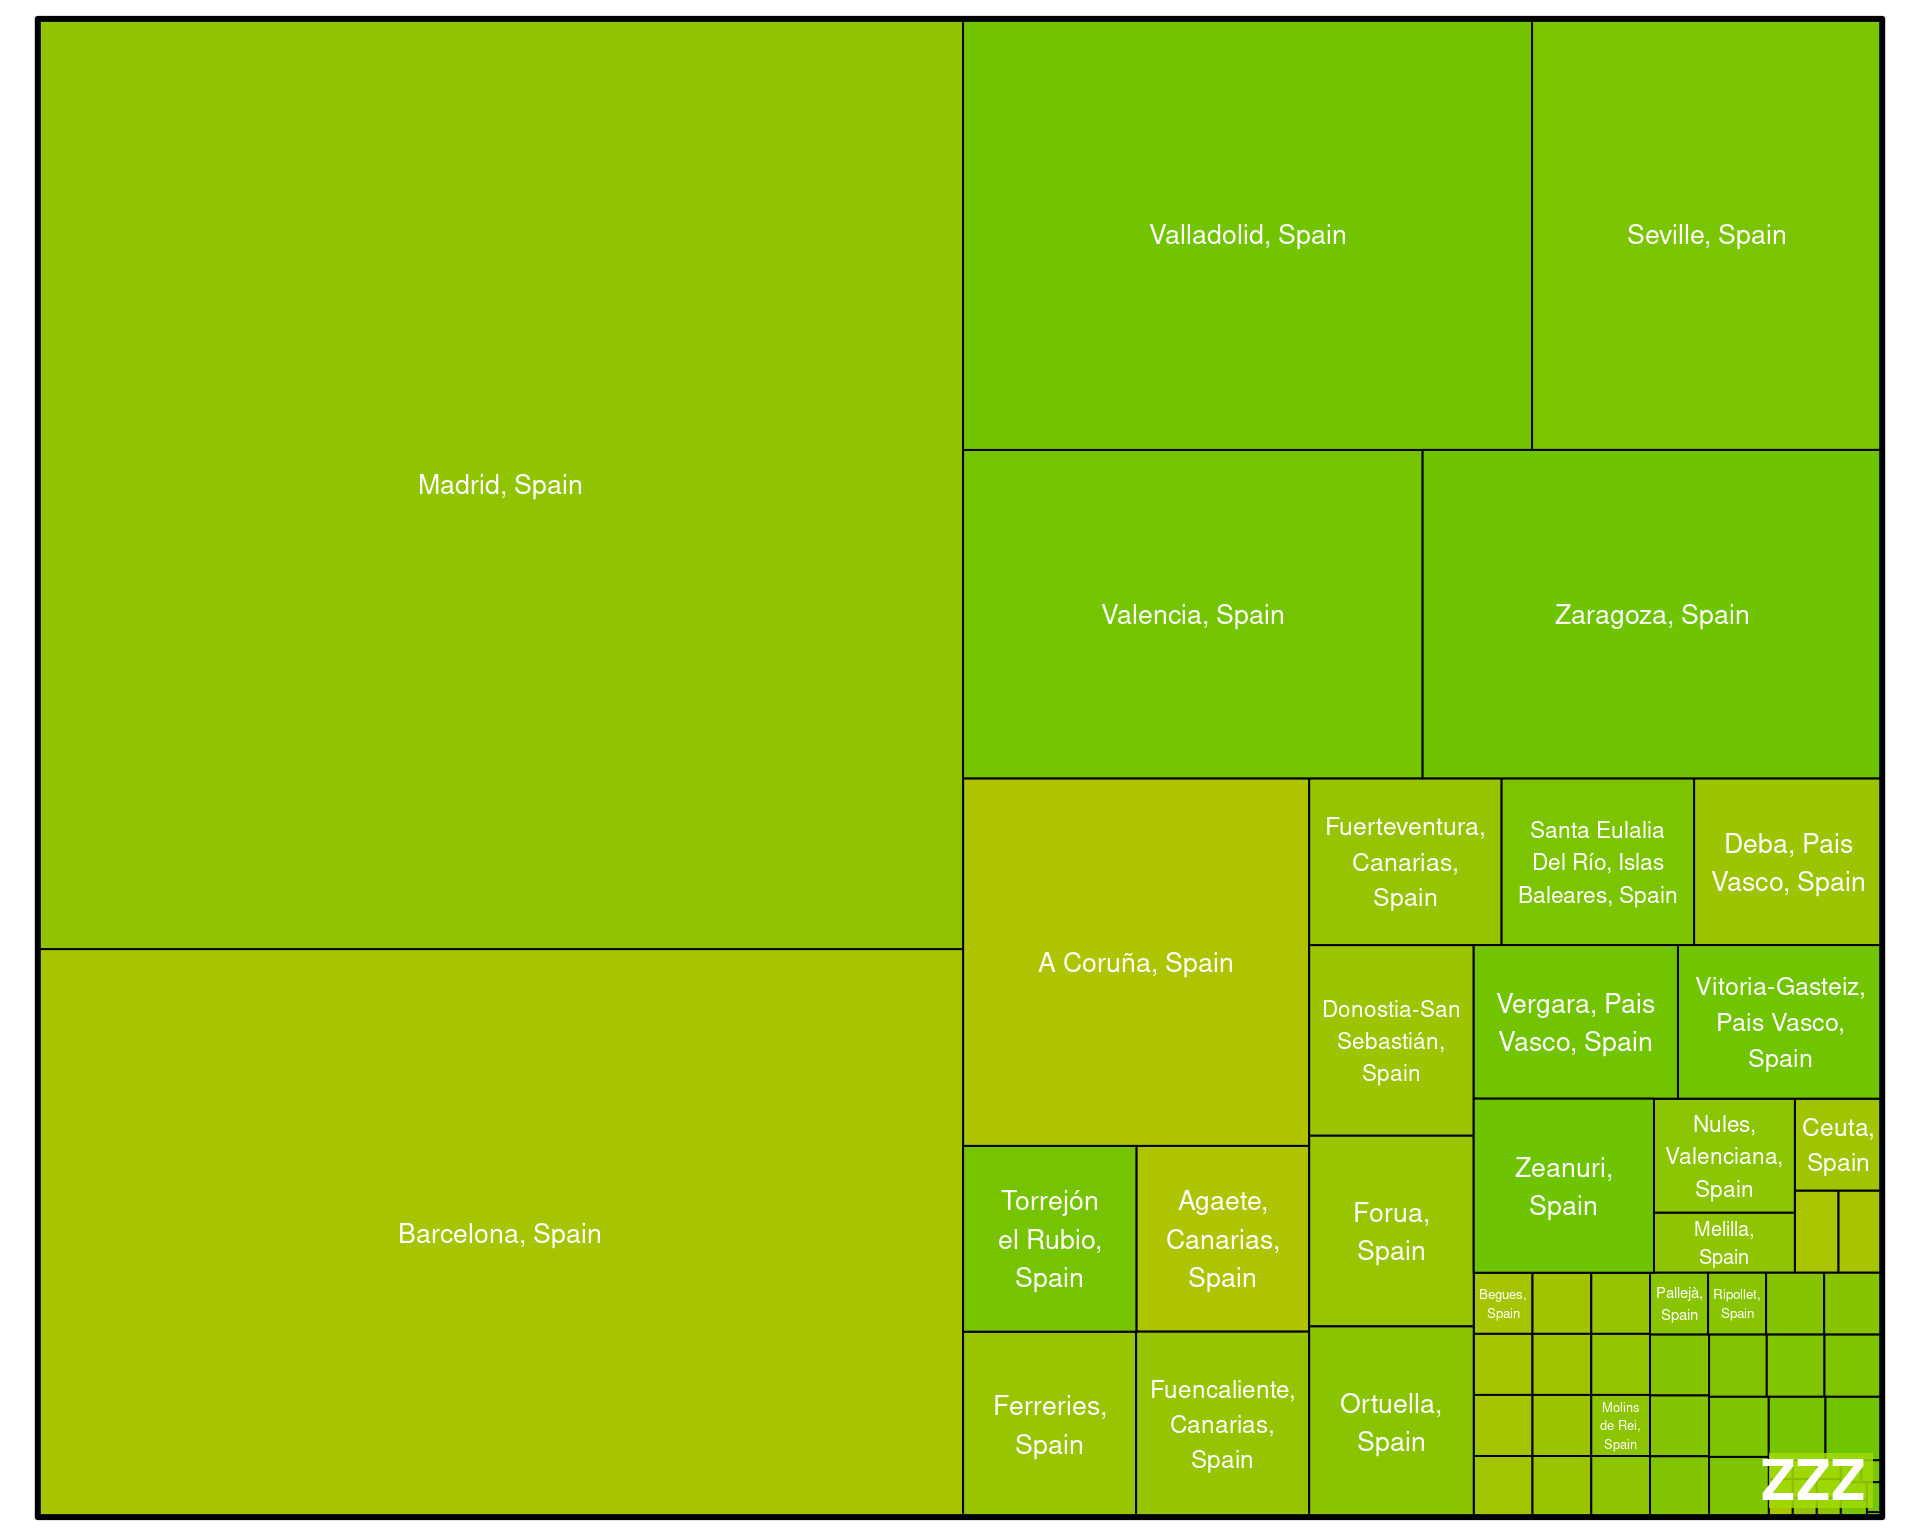 Madrid, Spain
Barcelona, Spain
Valladolid, Spain
Seville, Spain
Valencia, Spain
Zaragoza, Spain
A Coruña, Spain
Fuerteventura,
Canarias,
Spain
Santa Eulalia
Del Río, Islas
Baleares, Spain
Deba, Pais
Vasco, Spain
Donostia-San
Sebastián,
Spain
Vergara, Pais
Vasco, Spain
Vitoria-Gasteiz,
Pais Vasco,
Spain
Torrejón
el Rubio,
Spain
Agaete,
Canarias,
Spain
Ferreries,
Spain
Fuencaliente,
Canarias,
Spain
Forua,
Spain
Ortuella,
Spain
Zeanuri,
Spain
Nules,
Valenciana,
Spain
Ceuta,
Spain
Melilla,
Spain
Begues,
Spain
Pallejà,
Spain
Ripollet,
Spain
Molins
de Rei,
Spain
ZZZ